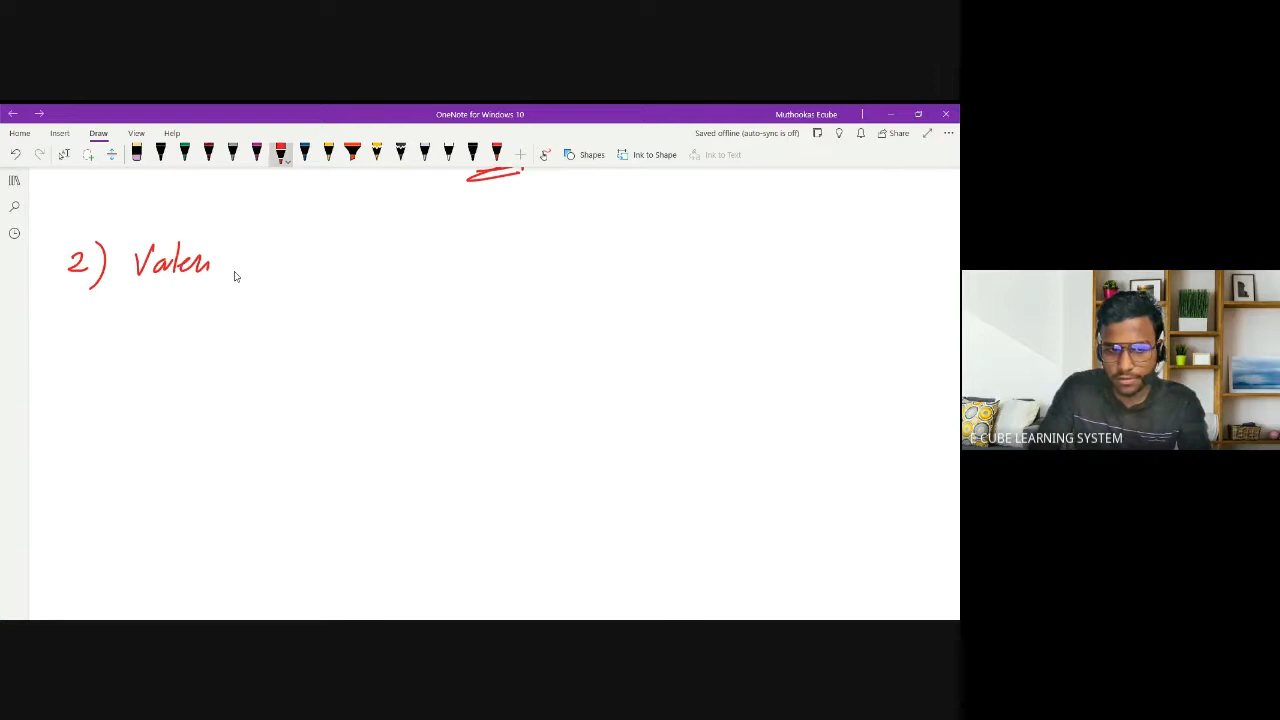 OneNote for Windows 10
Muthookas Ecube
Home Insert Draw View Help
Saved offline (auto-sync is off)
Share
Shapes
Ink to Shape
Ink to Text
2) Valen
E CUBE LEARNING SYSTEM